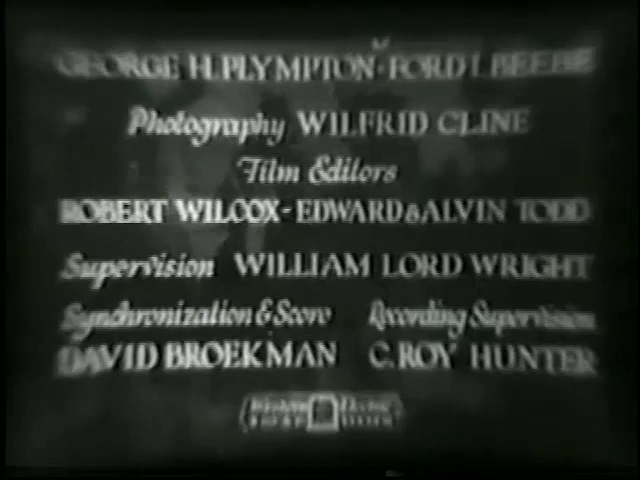 GEORGE H. PLYMPTON - FORD I. BEEBE
Photography WILFRID CLINE
Film Editors
ROBERT WILCOX - EDWARD & ALVIN TODD
Supervision WILLIAM LORD WRIGHT
Synchronization & Score Recording Supervision
DAVID BROEKMAN C. ROY HUNTER